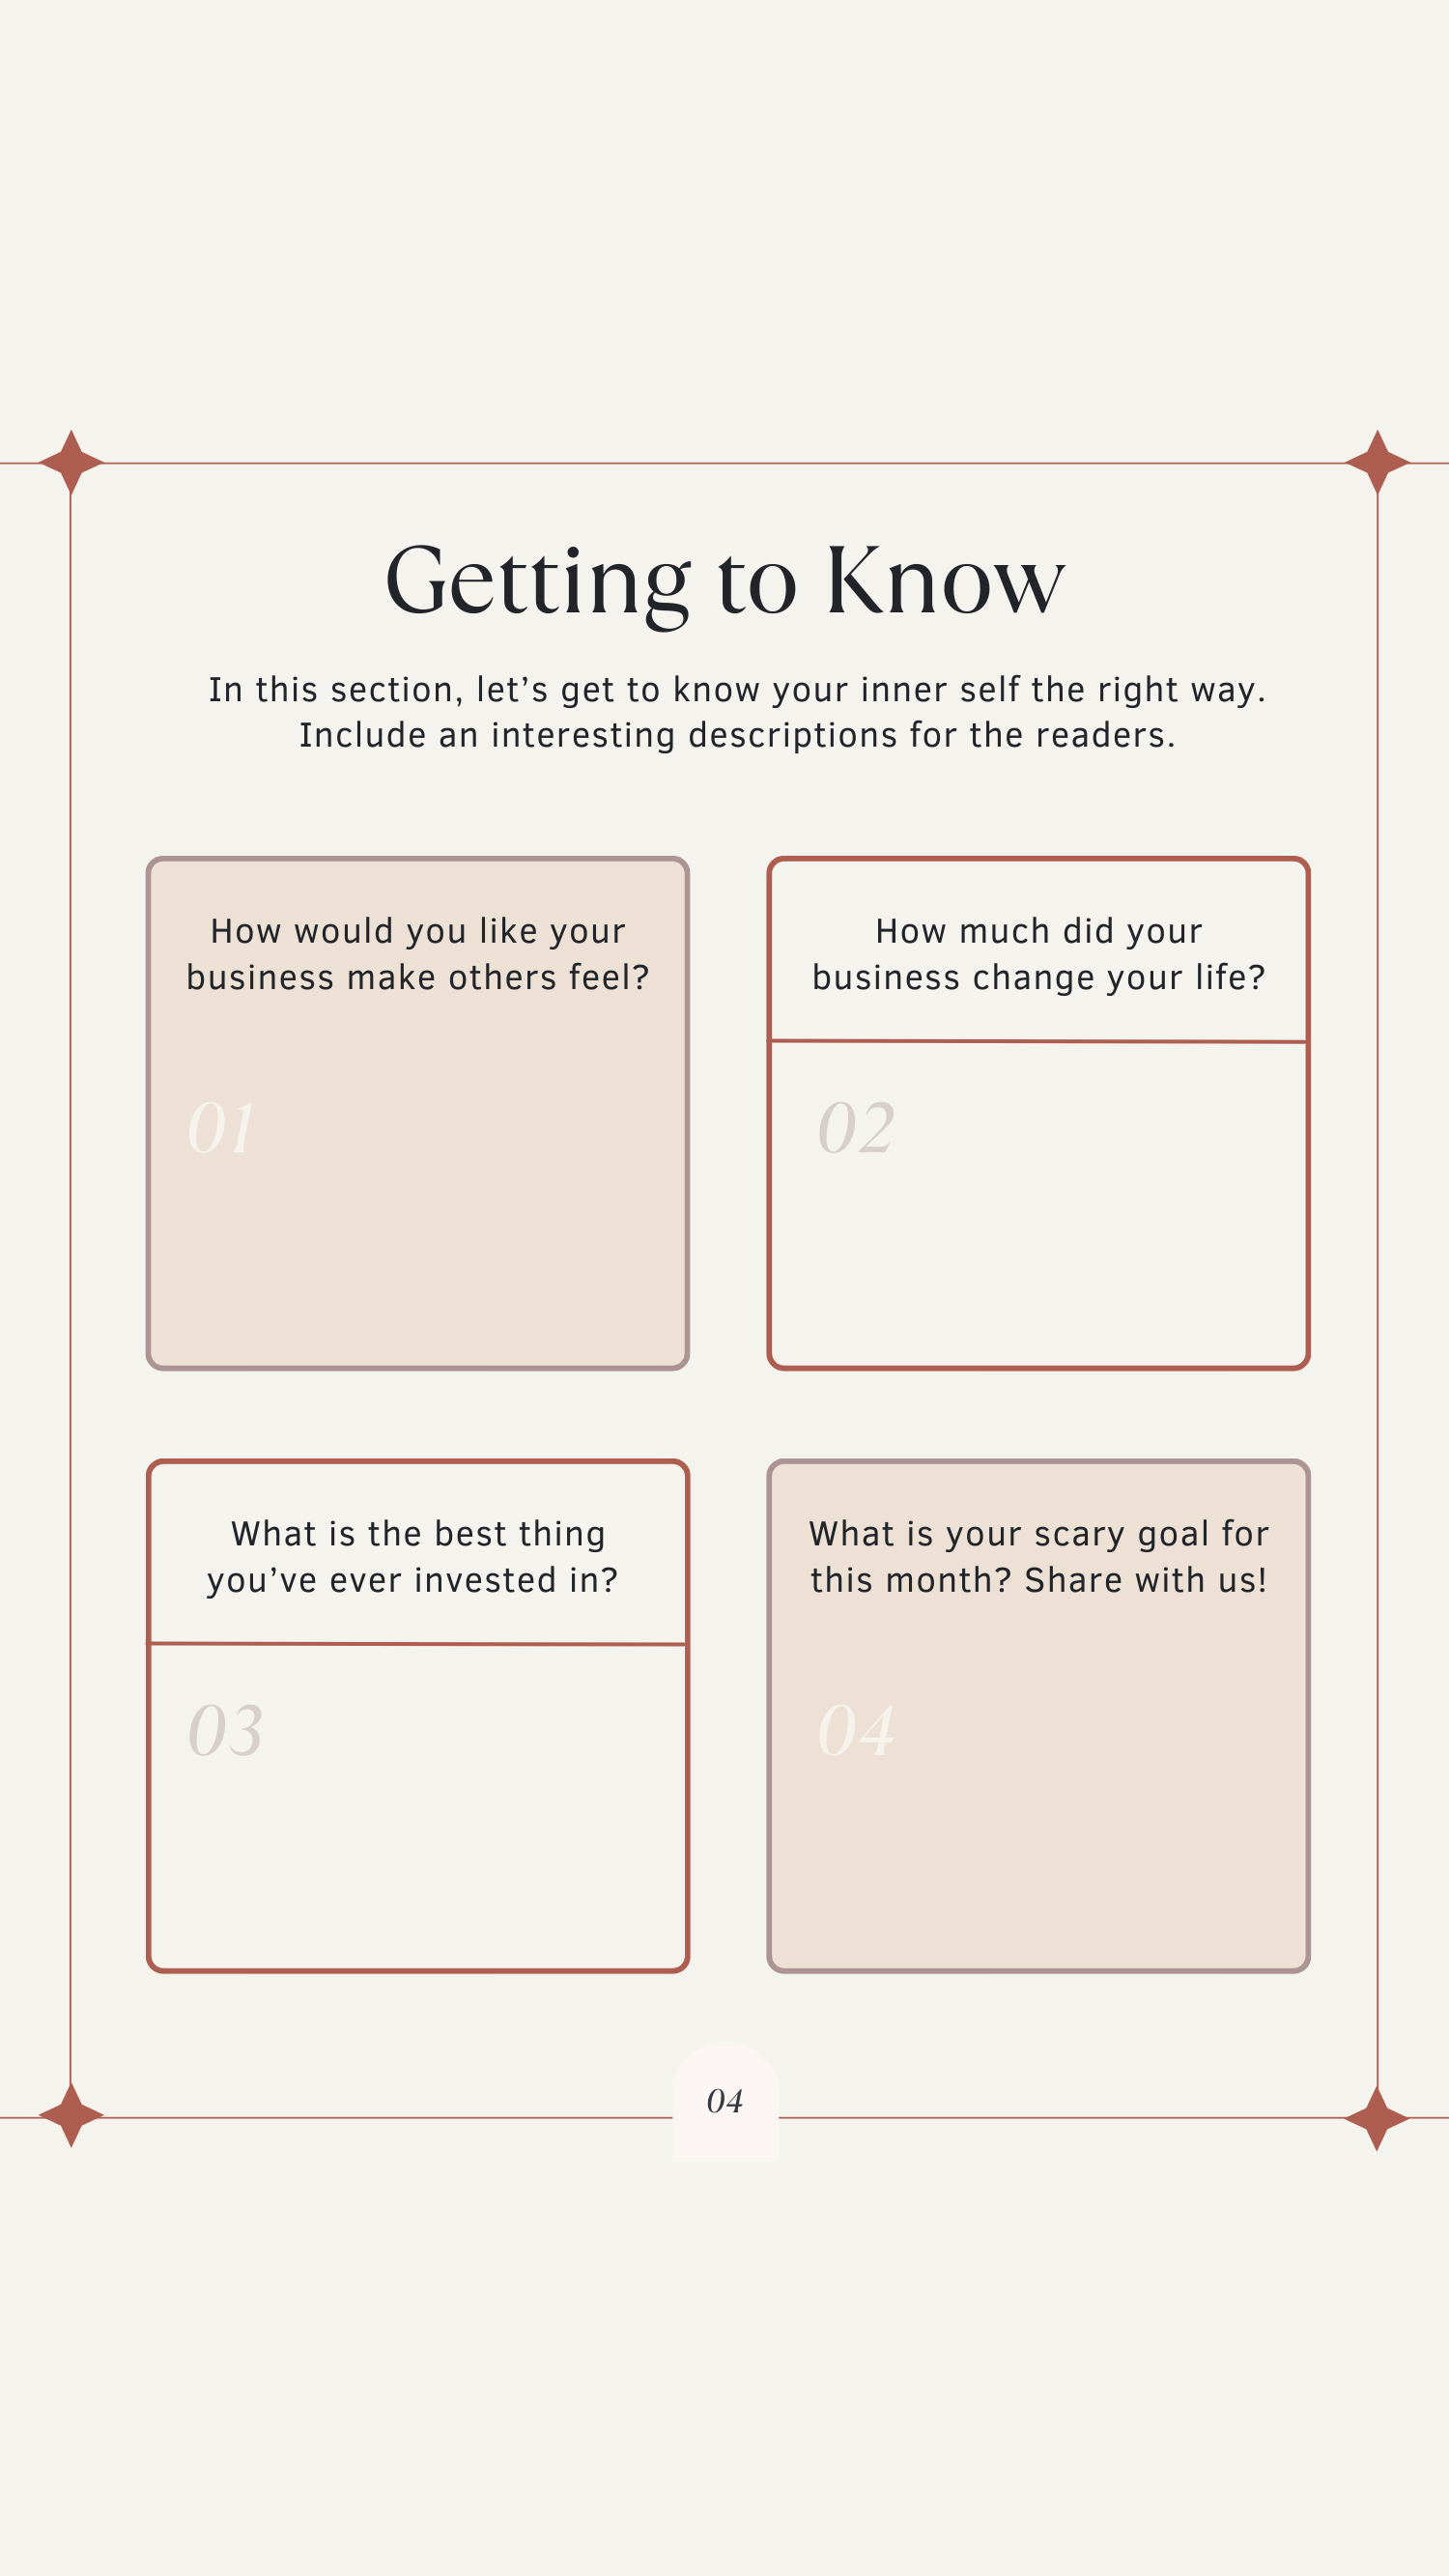 Getting to Know
In this section, let’s get to know your inner self the right way.
Include an interesting descriptions for the readers.
How would you like your
business make others feel?
01
How much did your
business change your life?
02
What is the best thing
you’ve ever invested in?
03
What is your scary goal for
this month? Share with us!
04
04